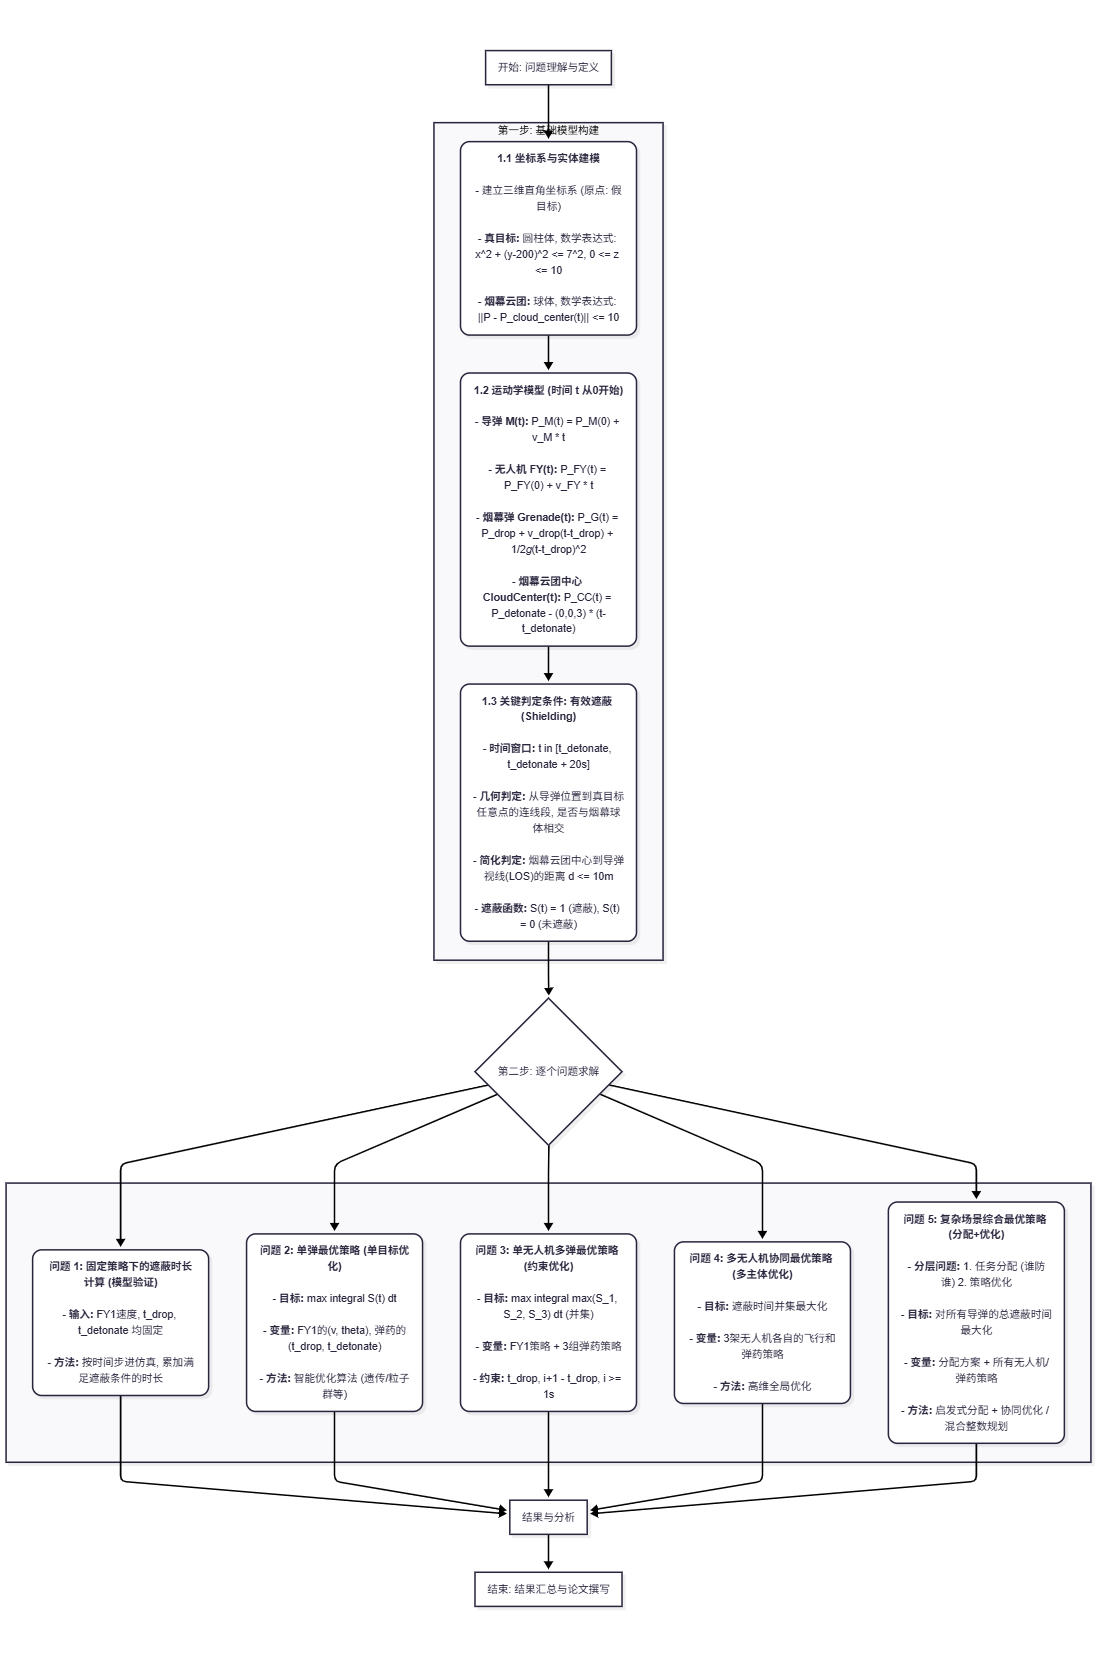 开始: 问题理解与定义
第一步: 基础模型构建
1.1 坐标系与实体建模
- 建立三维直角坐标系 (原点: 假
目标)
- 真目标: 圆柱体, 数学表达式:
x^2 + (y-200)^2 <= 7^2, 0 <= z
<= 10
- 烟幕云团: 球体, 数学表达式:
||P - P_cloud_center(t)|| <= 10
1.2 运动学模型 (时间 t 从0开始)
- 导弹 M(t): P_M(t) = P_M(0) +
v_M * t
- 无人机 FY(t): P_FY(t) =
P_FY(0) + v_FY * t
- 烟幕弹 Grenade(t): P_G(t) =
P_drop + v_drop(t-t_drop) +
1/2g(t-t_drop)^2
- 烟幕云团中心
CloudCenter(t): P_CC(t) =
P_detonate - (0,0,3) * (t-
t_detonate)
1.3 关键判定条件: 有效遮蔽
(Shielding)
- 时间窗口: t in [t_detonate,
t_detonate + 20s]
- 几何判定: 从导弹位置到真目标
任意点的连线段, 是否与烟幕球
体相交
- 简化判定: 烟幕云团中心到导弹
视线(LOS)的距离 d <= 10m
- 遮蔽函数: S(t) = 1 (遮蔽), S(t)
= 0 (未遮蔽)
第二步: 逐个问题求解
问题 1: 固定策略下的遮蔽时长
计算 (模型验证)
- 输入: FY1速度, t_drop,
t_detonate 均固定
- 方法: 按时间步进仿真, 累加满
足遮蔽条件的时长
问题 2: 单弹最优策略 (单目标优
化)
- 目标: max integral S(t) dt
- 变量: FY1的(v, theta), 弹药的
(t_drop, t_detonate)
- 方法: 智能优化算法 (遗传/粒子
群等)
问题 3: 单无人机多弹最优策略
(约束优化)
- 目标: max integral max(S_1,
S_2, S_3) dt (并集)
- 变量: FY1策略 + 3组弹药策略
- 约束: t_drop, i+1 - t_drop, i >=
1s
问题 4: 多无人机协同最优策略
(多主体优化)
- 目标: 遮蔽时间并集最大化
- 变量: 3架无人机各自的飞行和
弹药策略
- 方法: 高维全局优化
问题 5: 复杂场景综合最优策略
(分配+优化)
- 分层问题: 1. 任务分配 (谁防
谁) 2. 策略优化
- 目标: 对所有导弹的总遮蔽时间
最大化
- 变量: 分配方案 + 所有无人机/
弹药策略
- 方法: 启发式分配 + 协同优化 /
混合整数规划
结果与分析
结束: 结果汇总与论文撰写